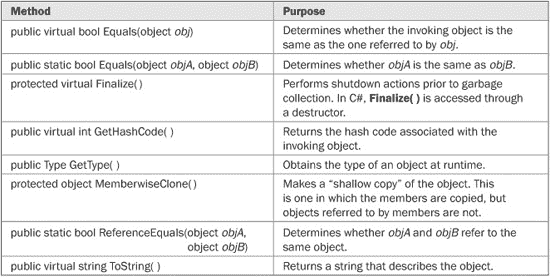 Method Purpose
public virtual bool Equals(object obj) Determines whether the invoking object is the
same as the one referred to by obj.
public static bool Equals(object objA, object objB) Determines whether objA is the same as objB.
protected virtual Finalize( ) Performs shutdown actions prior to garbage
collection. In C#, Finalize( ) is accessed through
a destructor.
public virtual int GetHashCode( ) Returns the hash code associated with the
invoking object.
public Type GetType( ) Obtains the type of an object at runtime.
protected object MemberwiseClone( ) Makes a “shallow copy” of the object. This
is one in which the members are copied, but
objects referred to by members are not.
public static bool ReferenceEquals(object objA, Determines whether objA and objB refer to the
object objB) same object.
public virtual string ToString( ) Returns a string that describes the object.